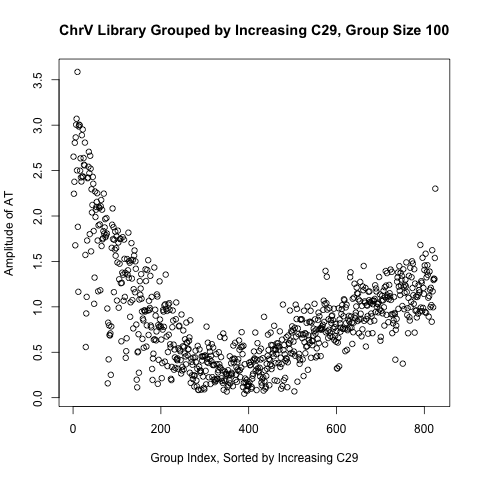 ChrV Library Grouped by Increasing C29, Group Size 100
Amplitude of AT
3.5
3.0
2.5
2.0
1.5
1.0
0.5
0.0
0 200 400 600 800
Group Index, Sorted by Increasing C29